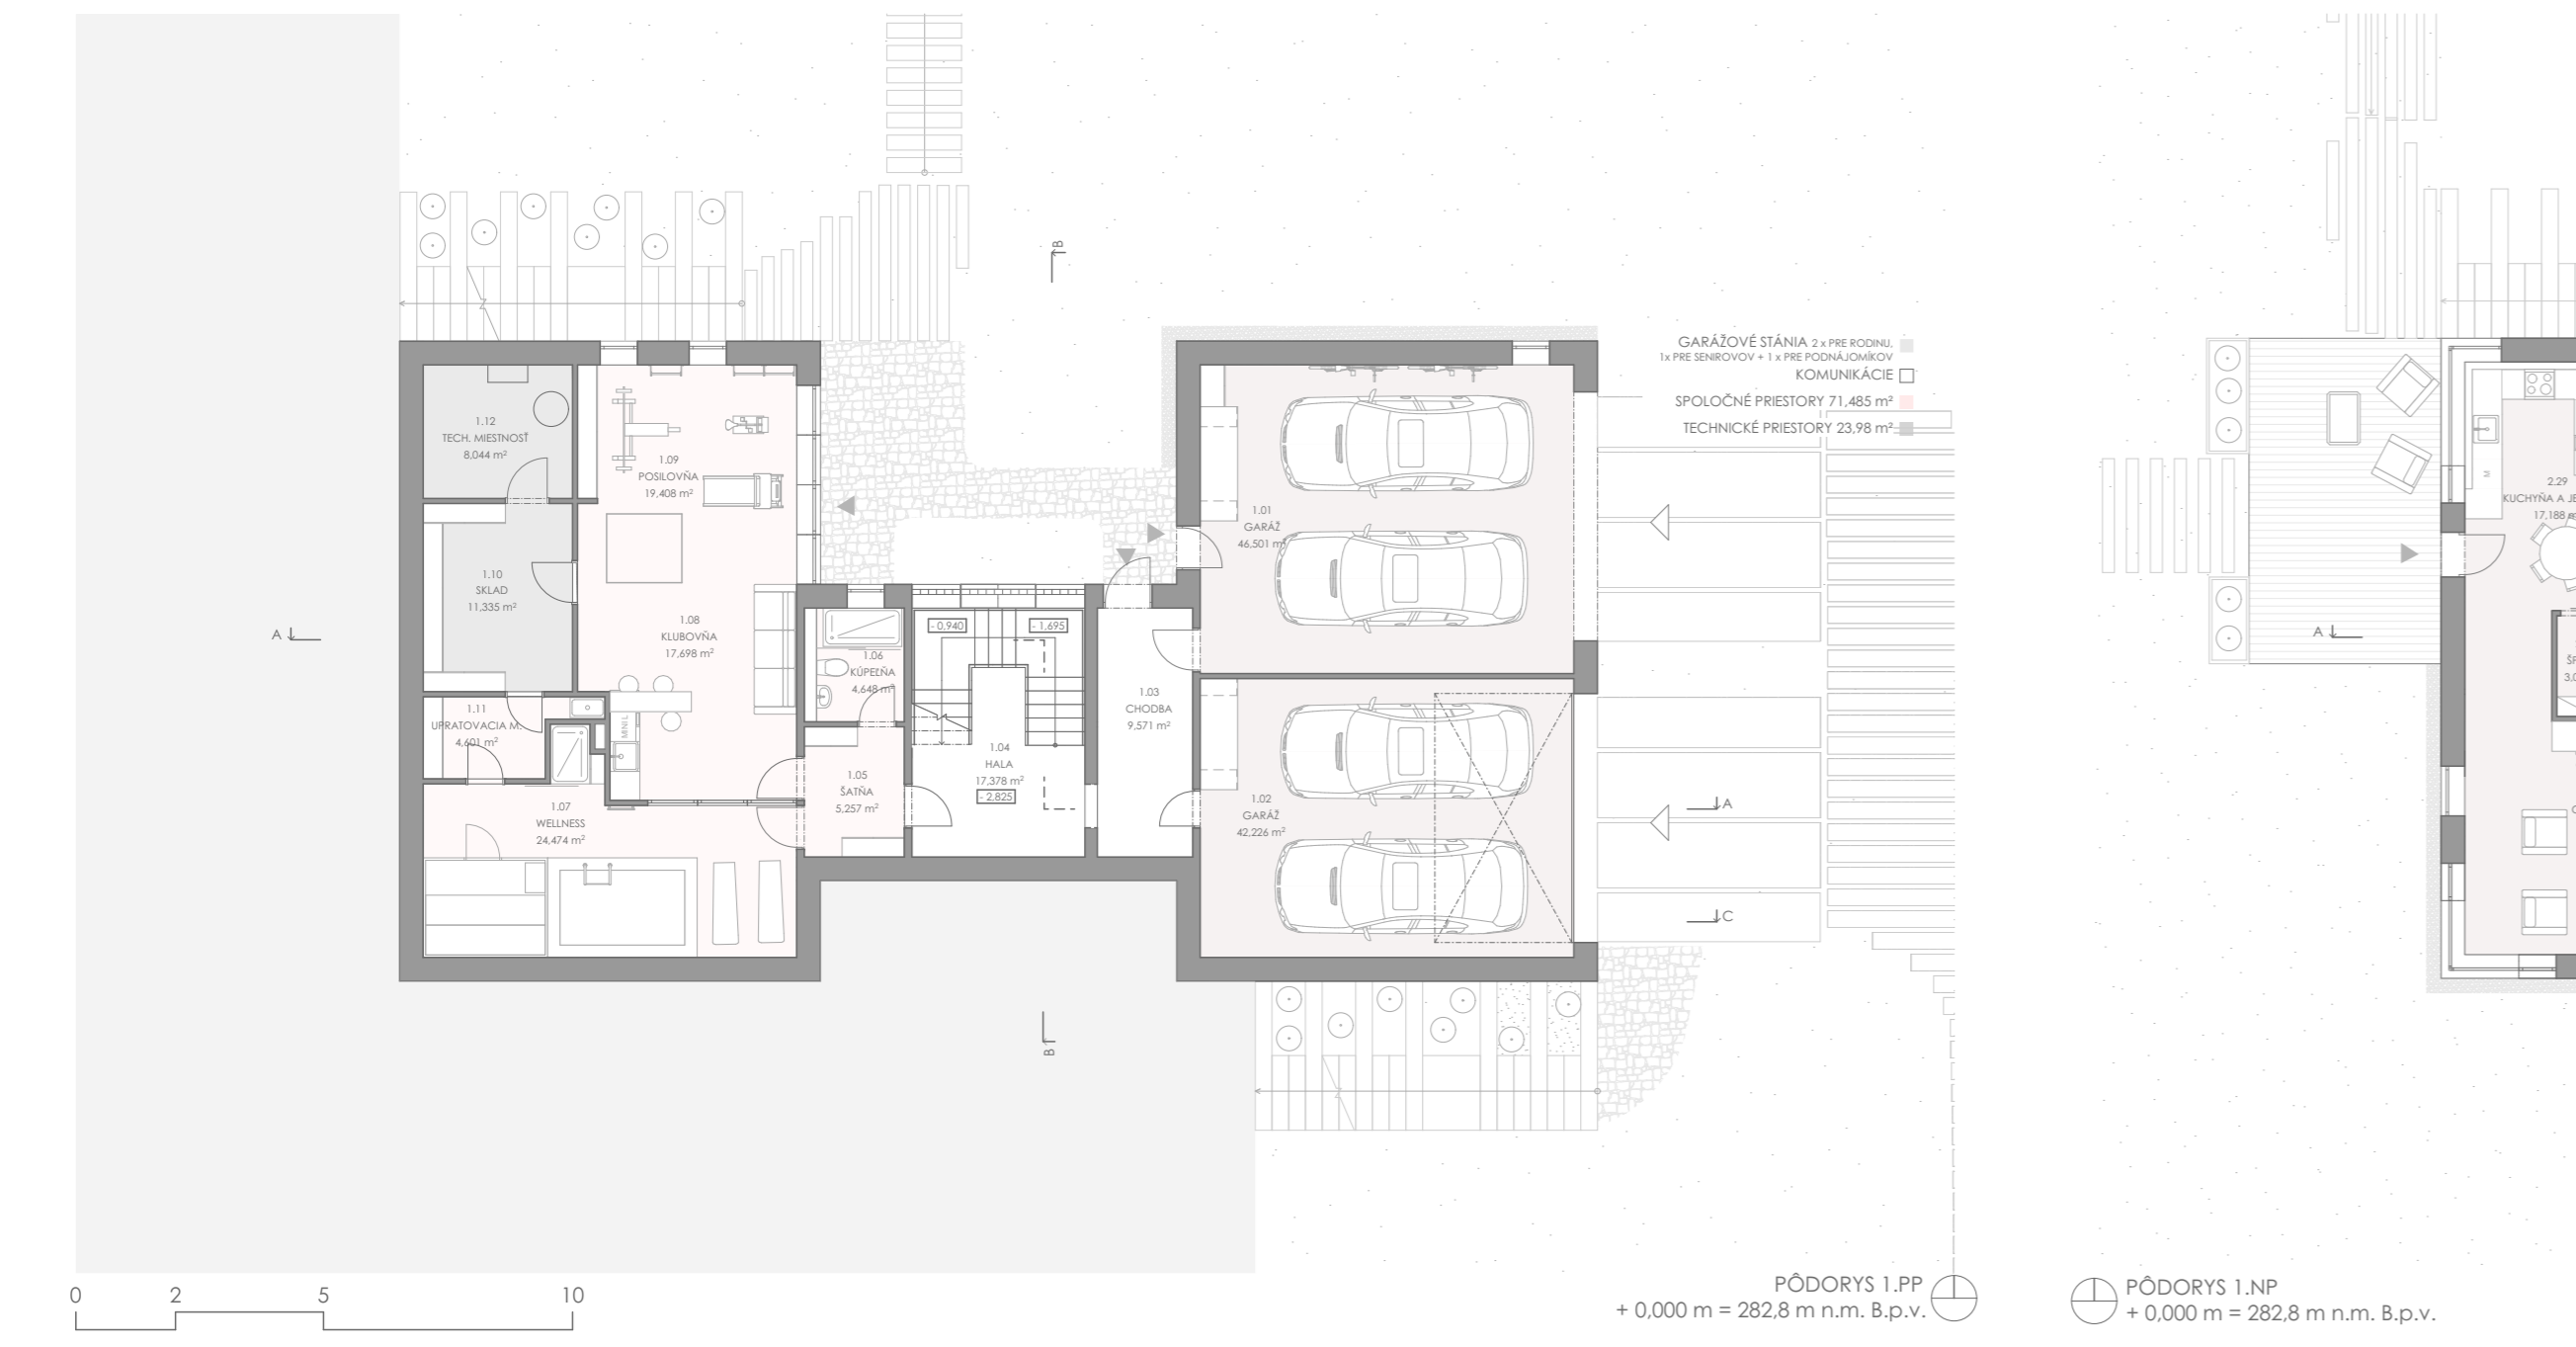 B
GARÁŽOVÉ STÁNIA 2 x PRE RODINU,
1x PRE SENIROVOV + 1 x PRE PODNÁJOMÍKOV
KOMUNIKÁCIE
SPOLOČNÉ PRIESTORY 71,485 m²
TECHNICKÉ PRIESTORY 23,98 m²
1.12
TECH. MIESTNOSŤ
8,044 m²
1.09
POSILOVŇA
19,408 m²
1.01
GARÁŽ
46,501 m²
1.10
SKLAD
11,335 m²
1.08
KLUBOVŇA
17,698 m²
- 0,940
- 1,695
A
1.06
KÚPEĽŇA
4,648 m²
1.03
CHODBA
9,571 m²
1.11
UPRATOVACIA M.
4,601 m²
MINI L
1.04
HALA
17,378 m²
- 2,825
1.05
ŠATŇA
5,257 m²
1.07
WELLNESS
24,474 m²
1.02
GARÁŽ
42,226 m²
A
C
B
M
2.29
KUCHYŇA A JE
17,188
A
0
2
5
10
PÔDORYS 1.PP
+ 0,000 m = 282,8 m n.m. B.p.v.
PÔDORYS 1.NP
+ 0,000 m = 282,8 m n.m. B.p.v.